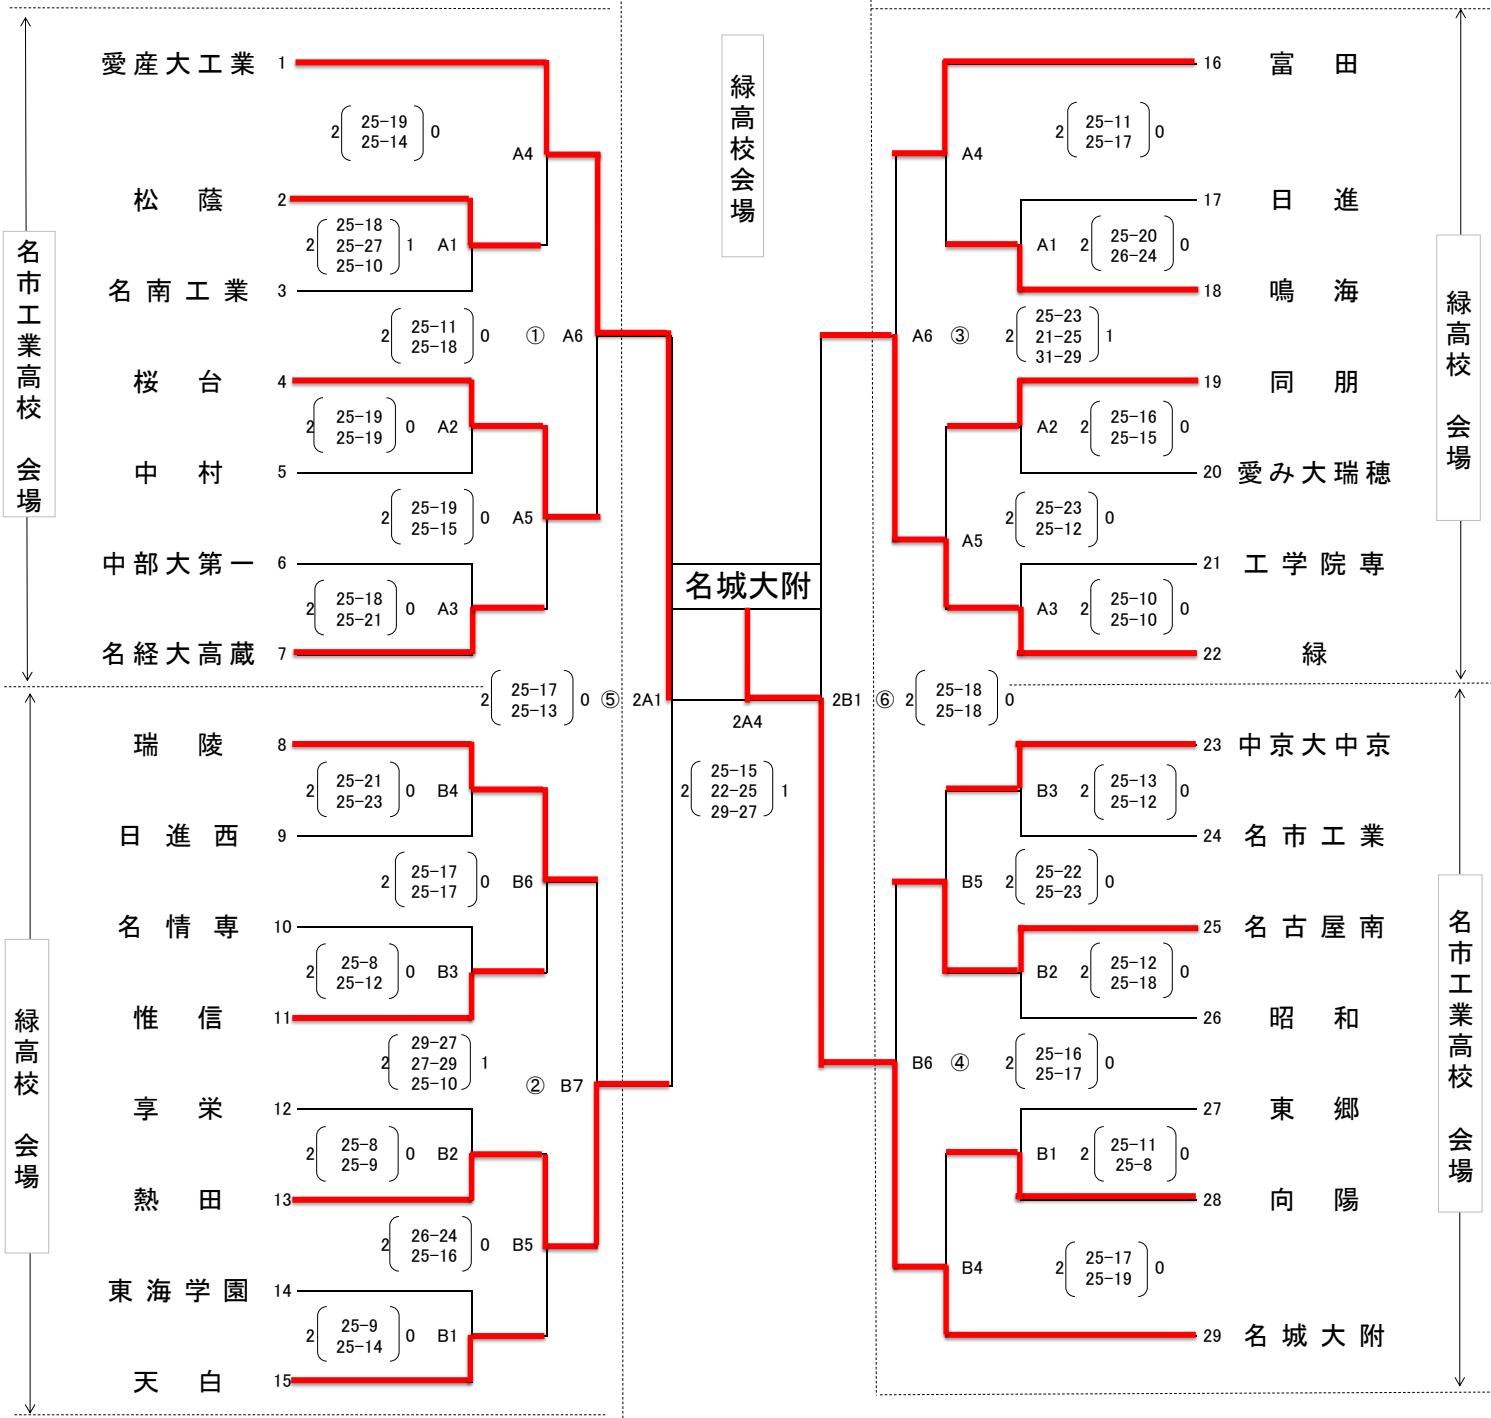 愛産大工業 1
2 25-19 0
25-14
A4
松蔭 2
2 25-18 1
25-27
25-10
A1
名南工業 3
2 25-11 0
25-18
① A6
桜台 4
2 25-19 0
25-19
A2
中村 5
2 25-19 0
25-15
A5
中部大第一 6
2 25-18 0
25-21
A3
名経大高蔵 7
名市工業高校 会場
2 25-17 0
25-13
⑤ 2A1
瑞陵 8
2 25-21 0
25-23
B4
日進西 9
2 25-17 0
25-17
B6
名情専 10
2 25-8 0
25-12
B3
惟信 11
2 29-27 1
27-29
25-10
② B7
享栄 12
2 25-8 0
25-9
B2
熱田 13
2 26-24 0
25-16
B5
東海学園 14
2 25-9 0
25-14
B1
天白 15
緑高校 会場
緑高校会場
名城大附
2A4
2 25-15 1
22-25
29-27
16 富田
A4
2 25-11 0
25-17
17 日進
A1
2 25-20 0
26-24
18 鳴海
A6 ③
2 25-23 1
21-25
31-29
19 同朋
A2
2 25-16 0
25-15
20 愛み大瑞穂
A5
2 25-23 0
25-12
21 工学院専
A3
2 25-10 0
25-10
22 緑
緑高校 会場
2B1 ⑥
2 25-18 0
25-18
23 中京大中京
B3
2 25-13 0
25-12
24 名市工業
B5
2 25-22 0
25-23
25 名古屋南
B2
2 25-12 0
25-18
26 昭和
B6 ④
2 25-16 0
25-17
27 東郷
B1
2 25-11 0
25-8
28 向陽
B4
2 25-17 0
25-19
29 名城大附
名市工業高校 会場